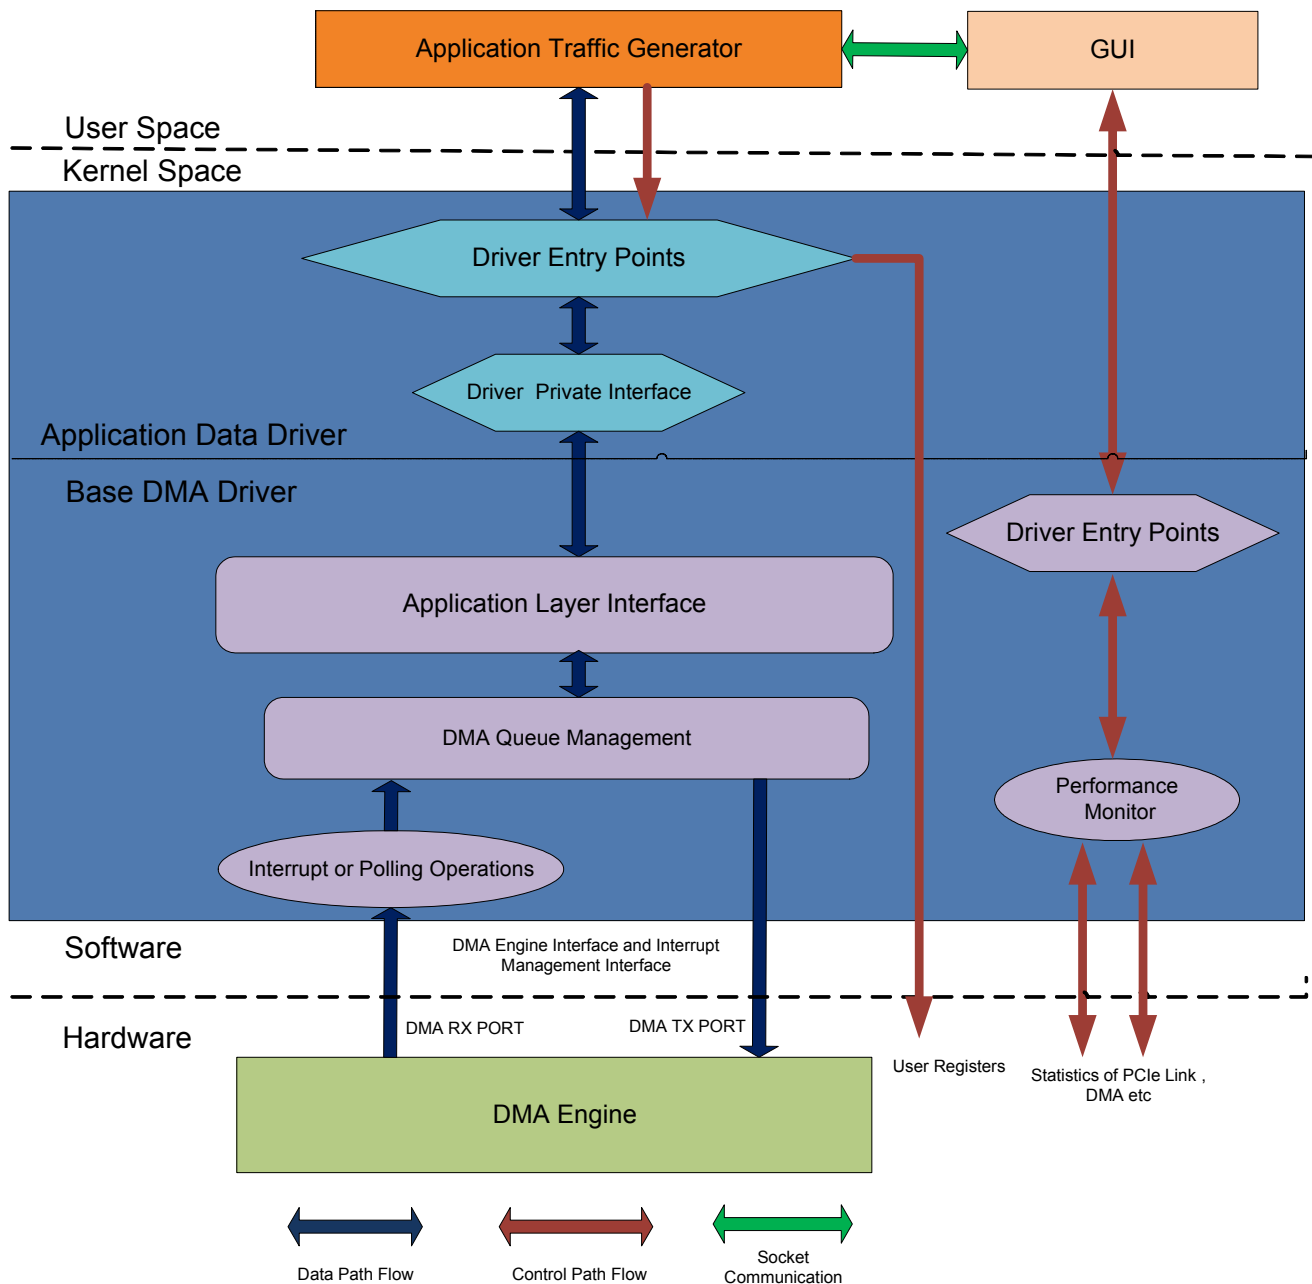 Application Traffic Generator
GUI
User Space
Kernel Space
Driver Entry Points
Driver  Private Interface
Application Data Driver
Base DMA Driver
Driver Entry Points
Application Layer Interface
DMA Queue Management
Performance
Monitor
Interrupt or Polling Operations
Software
DMA Engine Interface and Interrupt
Management Interface
Hardware
DMA RX PORT
DMA TX PORT
User Registers
Statistics of PCIe Link ,
DMA etc
DMA Engine
Data Path Flow
Control Path Flow
Socket
Communication